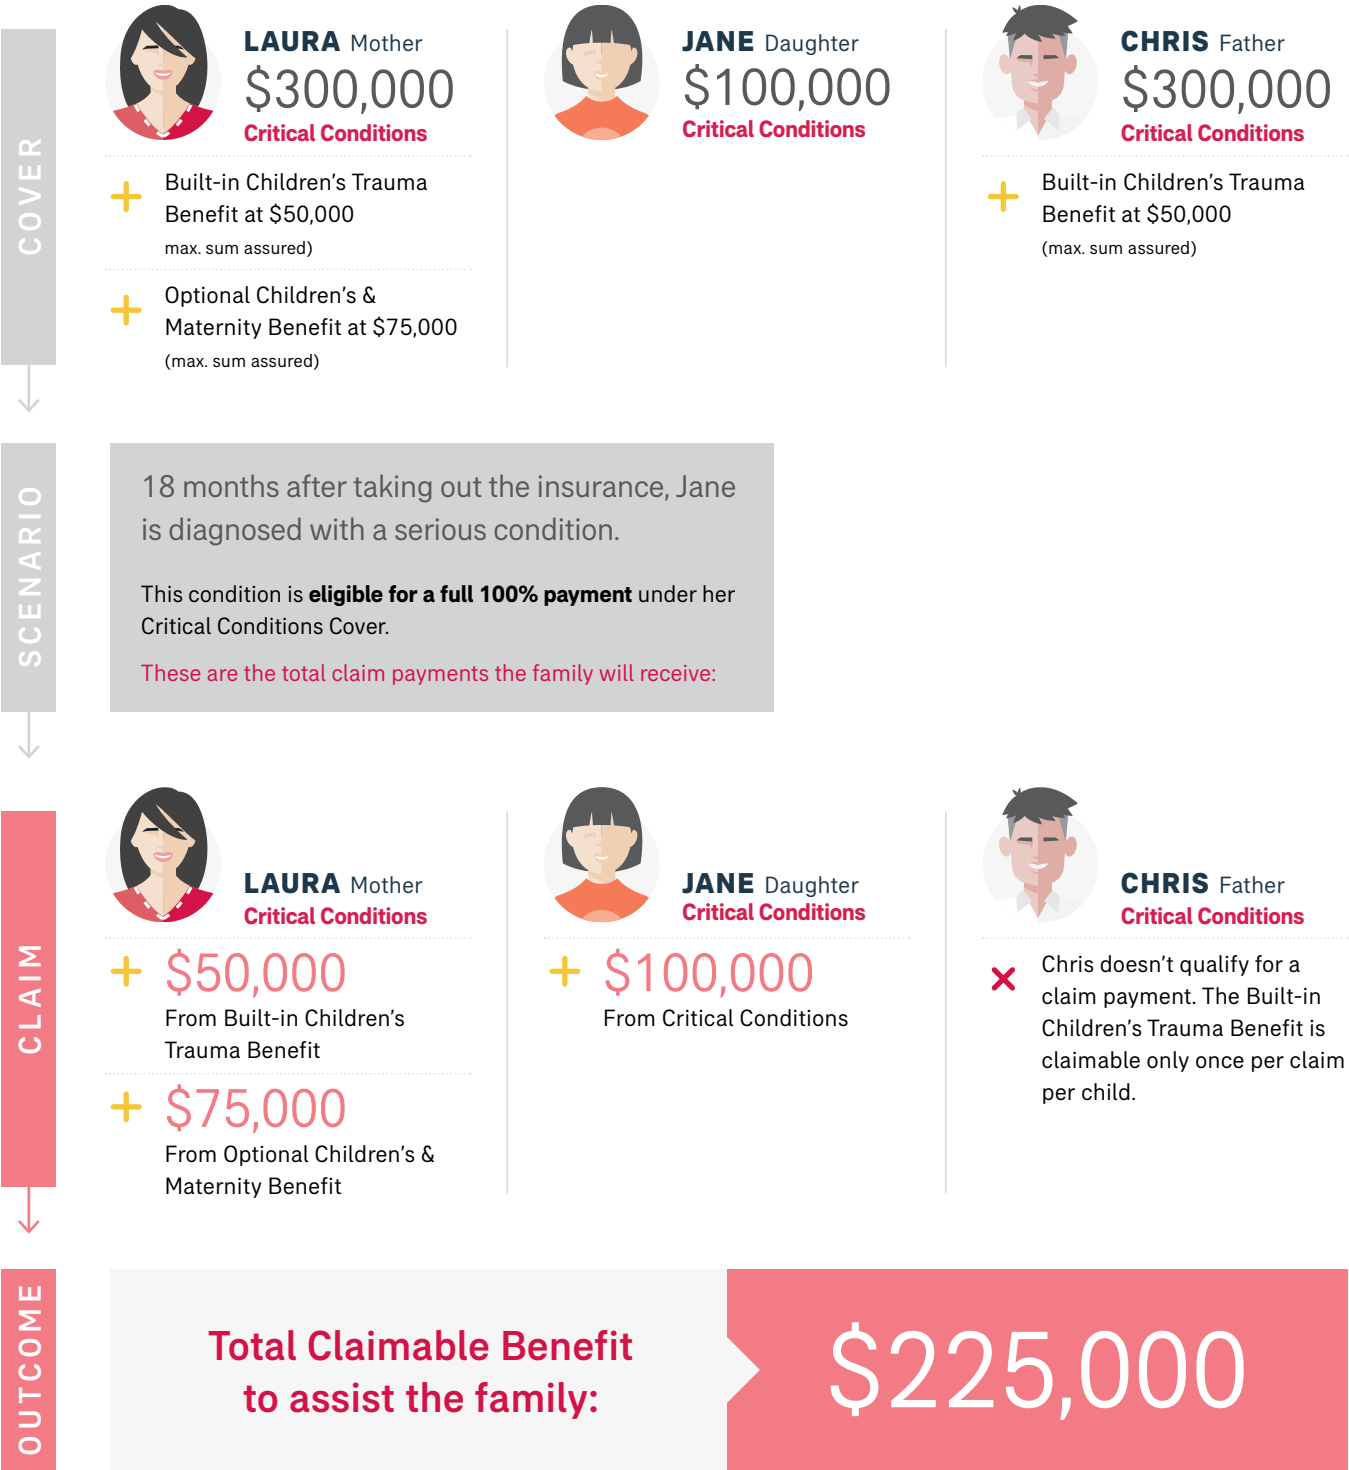 COVER
LAURA Mother
$300,000
Critical Conditions
Built-in Children's Trauma
Benefit at $50,000
max. sum assured)
Optional Children's &
Maternity Benefit at $75,000
(max. sum assured)
JANE Daughter
$100,000
Critical Conditions
CHRIS Father
$300,000
Critical Conditions
Built-in Children's Trauma
Benefit at $50,000
(max. sum assured)
SCENARIO
18 months after taking out the insurance, Jane
is diagnosed with a serious condition.
This condition is eligible for a full 100% payment under her
Critical Conditions Cover.
These are the total claim payments the family will receive:
CLAIM
LAURA Mother
Critical Conditions
$50,000
From Built-in Children's
Trauma Benefit
$75,000
From Optional Children's &
Maternity Benefit
JANE Daughter
Critical Conditions
$100,000
From Critical Conditions
CHRIS Father
Critical Conditions
Chris doesn't qualify for a
claim payment. The Built-in
Children's Trauma Benefit is
claimable only once per claim
per child.
OUTCOME
Total Claimable Benefit
to assist the family:
$225,000